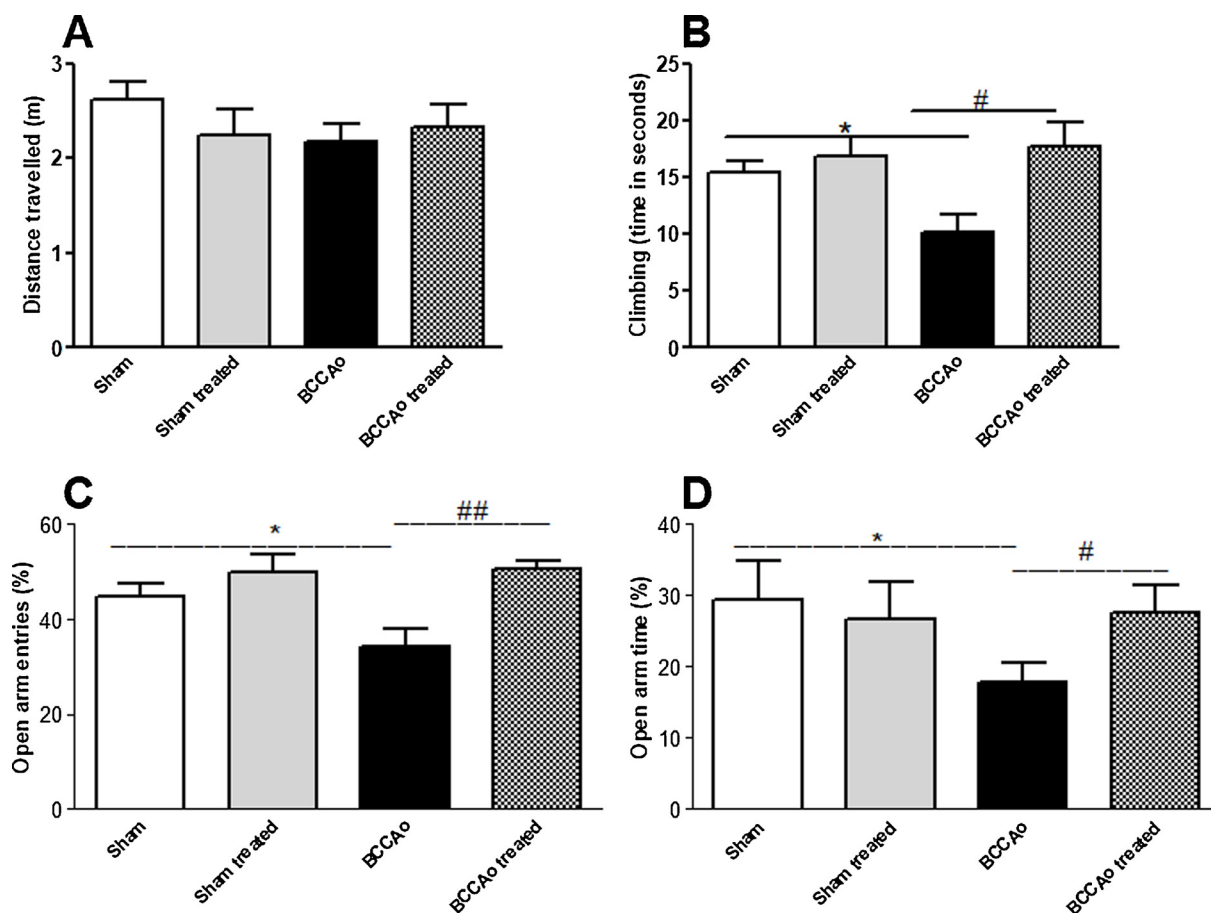 A
Distance travelled (m)
3
2
1
0
Sham
Sham treated
BCCAo
BCCAo treated
B
Climbing (time in seconds)
25
20
15
10
5
0
*
#
Sham
Sham treated
BCCAo
BCCAo treated
C
Open arm entries (%)
60
40
20
0
*
##
Sham
Sham treated
BCCAo
BCCAo treated
D
Open arm time (%)
40
30
20
10
0
*
#
Sham
Sham treated
BCCAo
BCCAo treated